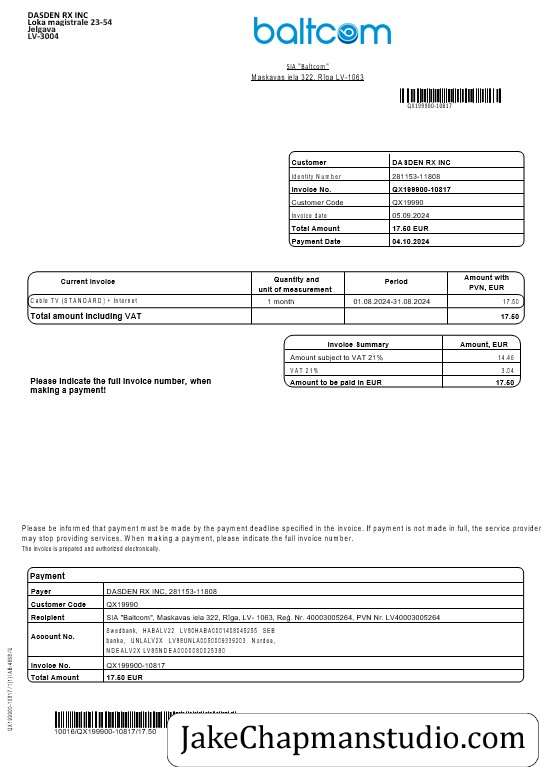 DASDEN RX INC
Loka magistrale 23-54
Jelgava
LV-3004
baltcom
SIA "Baltcom"
Maskavas iela 322, Rīga LV-1063
QX199900-10817
Customer DASDEN RX INC
Identity Number 281153-11808
Invoice No. QX199900-10817
Customer Code QX19990
Invoice date 05.09.2024
Total Amount 17.50 EUR
Payment Date 04.10.2024
Current Invoice Quantity and unit of measurement Period Amount with PVN, EUR
Cable TV (STANDARD) + Internet 1 month 01.08.2024-31.08.2024 17.50
Total amount including VAT 17.50
Invoice Summary Amount, EUR
Amount subject to VAT 21% 14.46
VAT 21% 3.04
Amount to be paid in EUR 17.50
Please indicate the full invoice number, when
making a payment!
Please be informed that payment must be made by the payment deadline specified in the invoice. If payment is not made in full, the service provider
may stop providing services. When making a payment, please indicate the full invoice number.
The invoice is prepared and authorized electronically.
Payment
Payer DASDEN RX INC, 281153-11808
Customer Code QX19990
Recipient SIA "Baltcom", Maskavas iela 322, Rīga, LV- 1063, Reģ. Nr. 40003005264, PVN Nr. LV40003005264
Account No. Swedbank, HABALV22 SEB
banka, UNLALV2X Nordea,
NDEALV2X
Invoice No. QX199900-10817
Total Amount 17.50 EUR
10016/QX199900-10817/17.50
JakeChapmanstudio.com